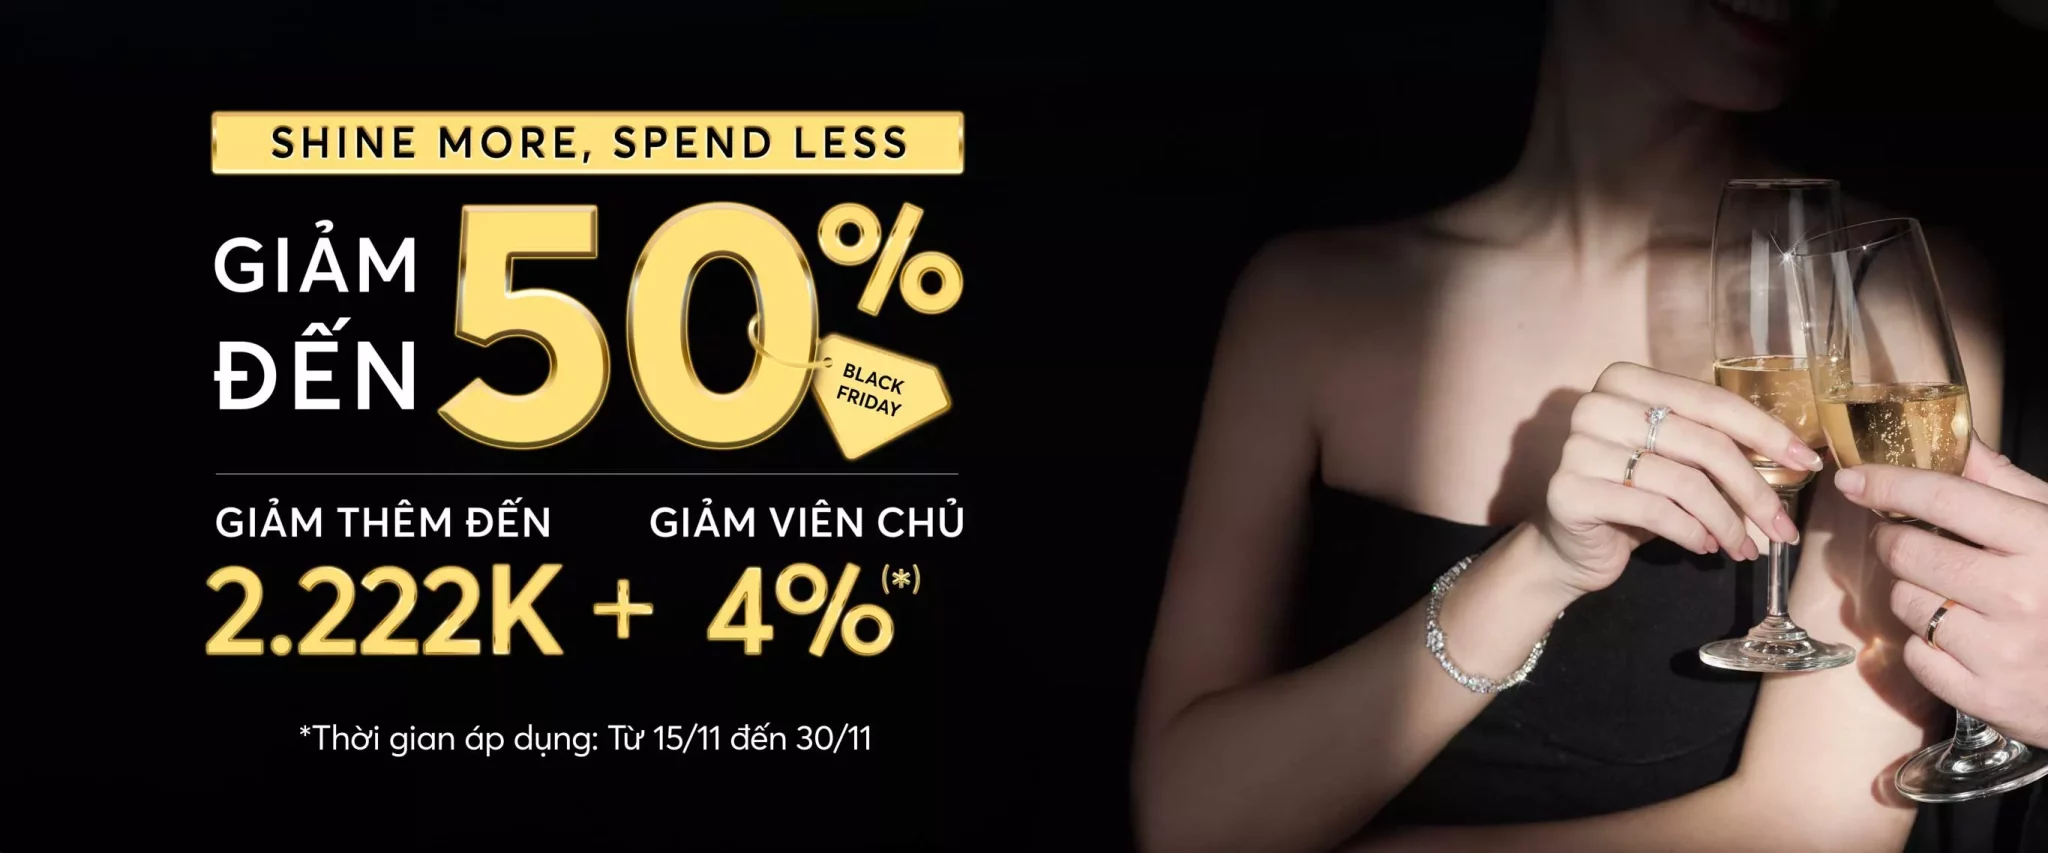 SHINE MORE, SPEND LESS
GIẢM
ĐẾN
50%
BLACK
FRIDAY
GIẢM THÊM ĐẾN
2.222K
+
GIẢM VIÊN CHỦ
4%(*)
*Thời gian áp dụng: Từ 15/11 đến 30/11